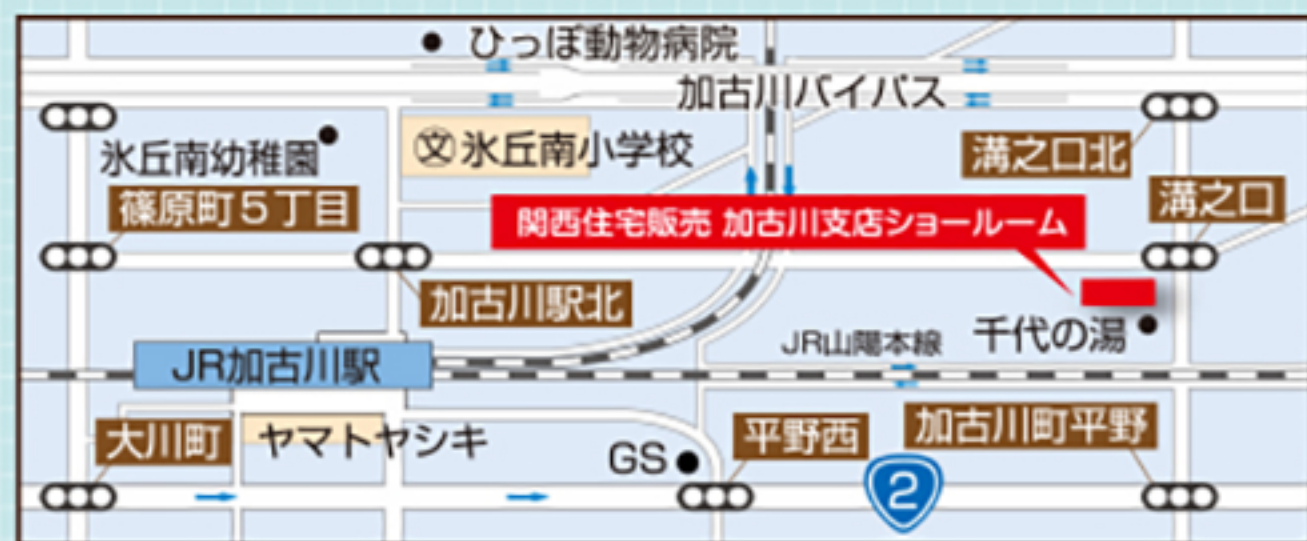 ひっぽ動物病院
加古川バイパス
氷丘南幼稚園
文 氷丘南小学校
溝之口北
篠原町5丁目
溝之口
関西住宅販売 加古川支店ショールーム
加古川駅北
千代の湯
JR山陽本線
JR加古川駅
大川町
ヤマトヤシキ
GS
平野西
加古川町平野
2